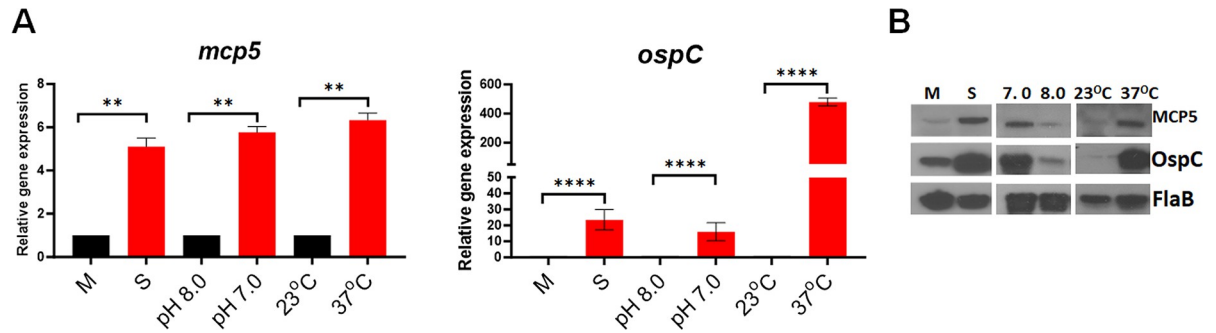 A
B
mcp5
ospC
Relative gene expression
8
6
4
2
0
**
**
**
M
S
pH 8.0
pH 7.0
23°C
37°C
Relative gene expression
600
400
200
50
40
30
20
10
0
****
****
****
M
S
pH 8.0
pH 7.0
23°C
37°C
M S 7. 0 8.0 23°C 37°C
MCP5
OspC
FlaB